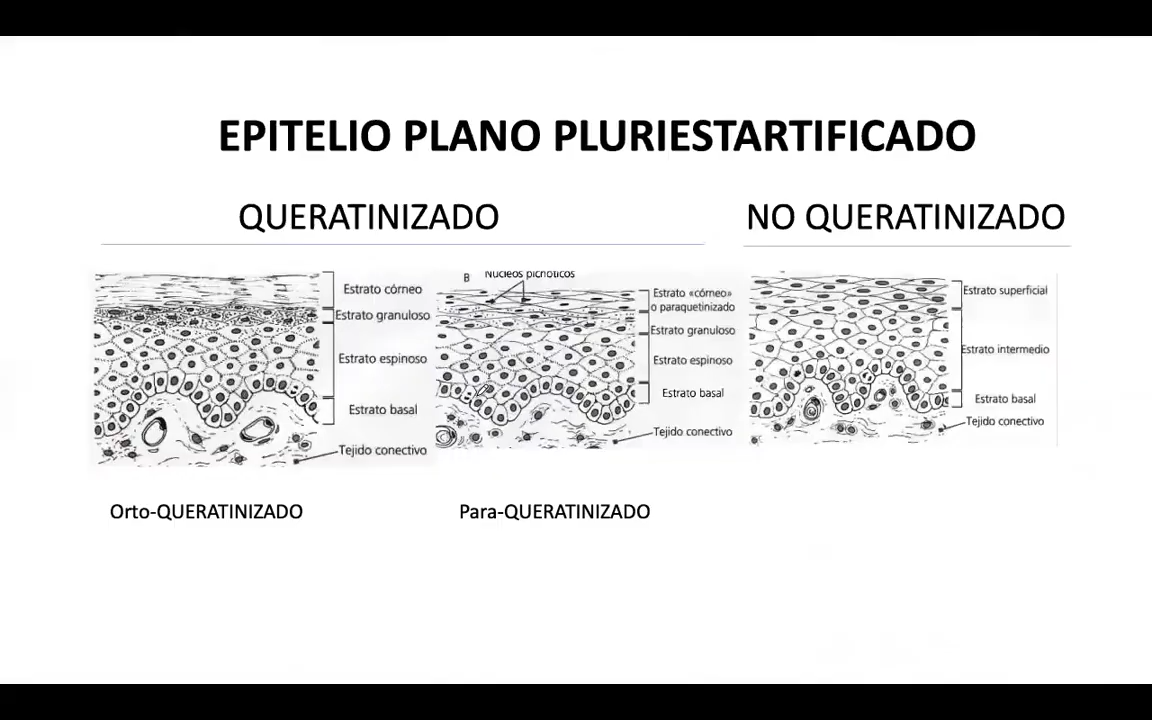 EPITELIO PLANO PLURIESTARTIFICADO
QUERATINIZADO
NO QUERATINIZADO
Estrato córneo
Estrato granuloso
Estrato espinoso
Estrato basal
Tejido conectivo
B
Núcleos picnóticos
Estrato «córneo»
o paraquetinizado
Estrato granuloso
Estrato espinoso
Estrato basal
Tejido conectivo
Estrato superficial
Estrato intermedio
Estrato basal
Tejido conectivo
Orto-QUERATINIZADO
Para-QUERATINIZADO